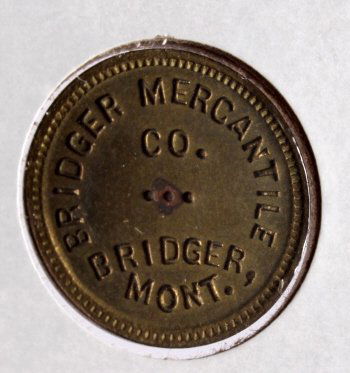 BRIDGER MERCANTILE
CO.
BRIDGER,
MONT.